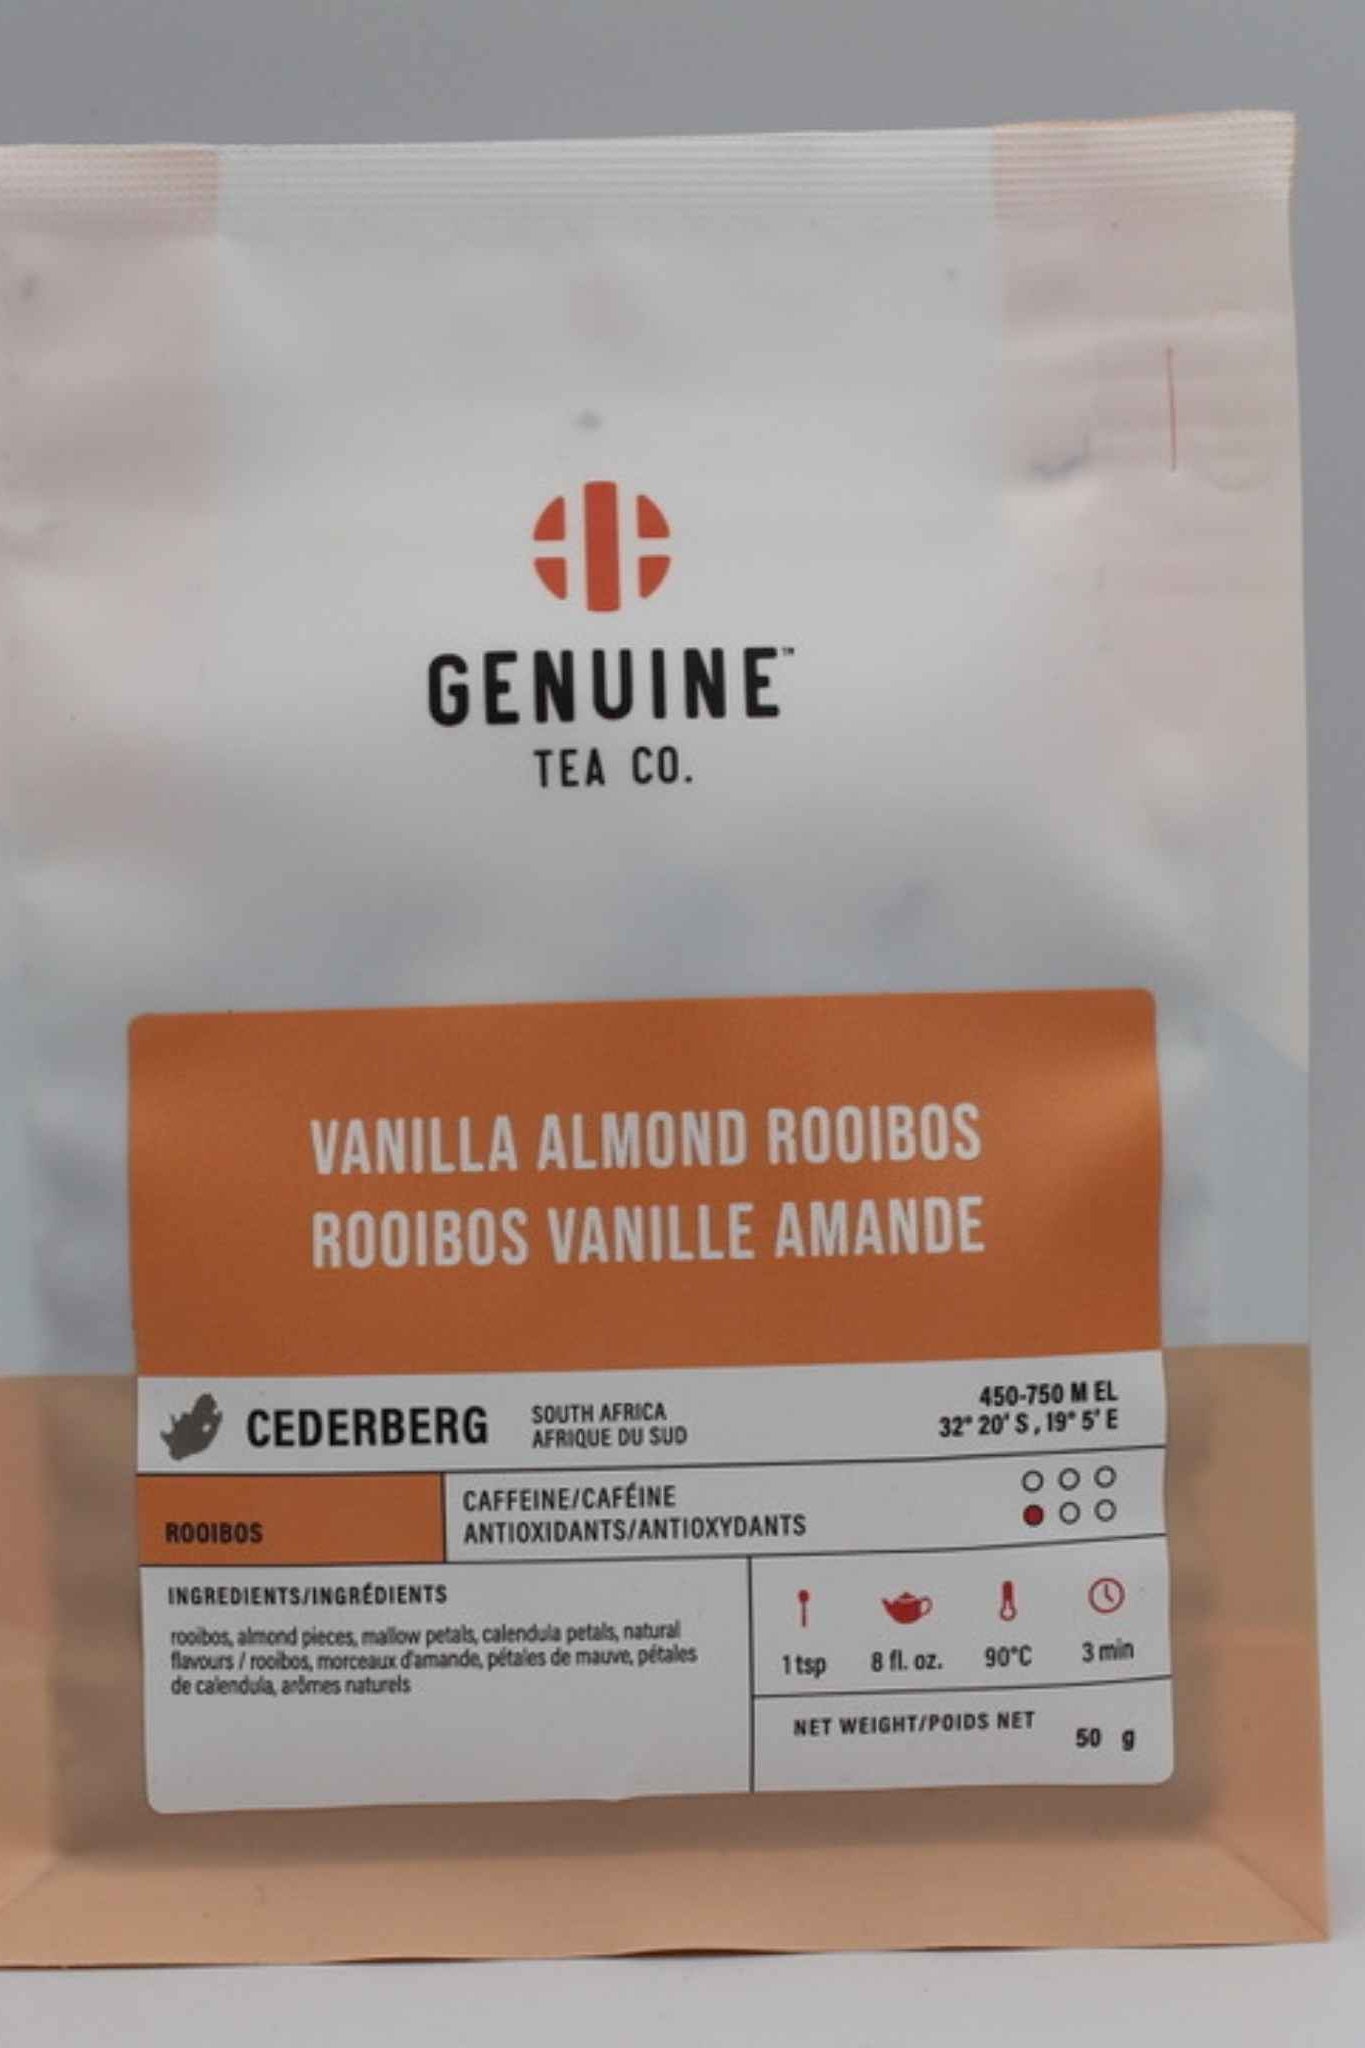 GENUINE™
TEA CO.
VANILLA ALMOND ROOIBOS
ROOIBOS VANILLE AMANDE
CEDERBERG
SOUTH AFRICA
AFRIQUE DU SUD
450-750 M EL
32° 20' S , 19° 5' E
ROOIBOS
CAFFEINE/CAFÉINE
ANTIOXIDANTS/ANTIOXYDANTS
INGREDIENTS/INGRÉDIENTS
rooibos, almond pieces, mallow petals, calendula petals, natural
flavours / rooibos, morceaux d'amande, pétales de mauve, pétales
de calendula, arômes naturels
1 tsp
8 fl. oz.
90°C
3 min
NET WEIGHT/POIDS NET
50 g